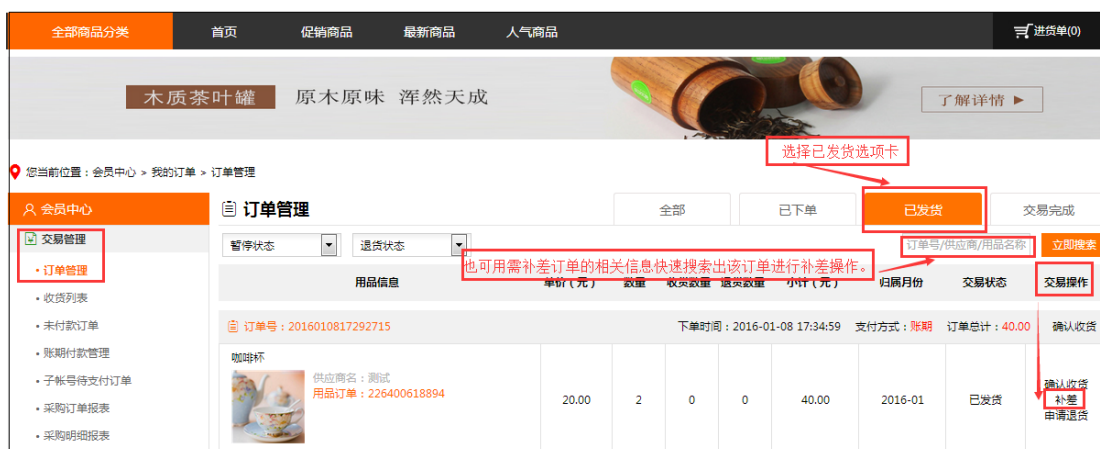 全部商品分类 首页 促销商品 最新商品 人气商品 进货单(0)
木质茶叶罐 原木原味 浑然天成 了解详情
选择已发货选项卡
您当前位置：会员中心 > 我的订单 > 订单管理
会员中心 订单管理 全部 已下单 已发货 交易完成
交易管理 暂停状态 退货状态 订单号/供应商/用品名称 立即搜索
也可用需补差订单的相关信息快速搜索出该订单进行补差操作。
订单管理 用品信息 单价（元） 数量 收货数量 退货数量 小计（元） 归属月份 交易状态 交易操作
收货列表
未付款订单 订单号：2016010817292715 下单时间：2016-01-08 17:34:59 支付方式：账期 订单总计：40.00 确认收货
账期付款管理 咖啡杯
子帐号待支付订单 供应商名：测试 确认收货
采购订单报表 用品订单：226400618894 20.00 2 0 0 40.00 2016-01 已发货 补差
采购明细报表 申请退货